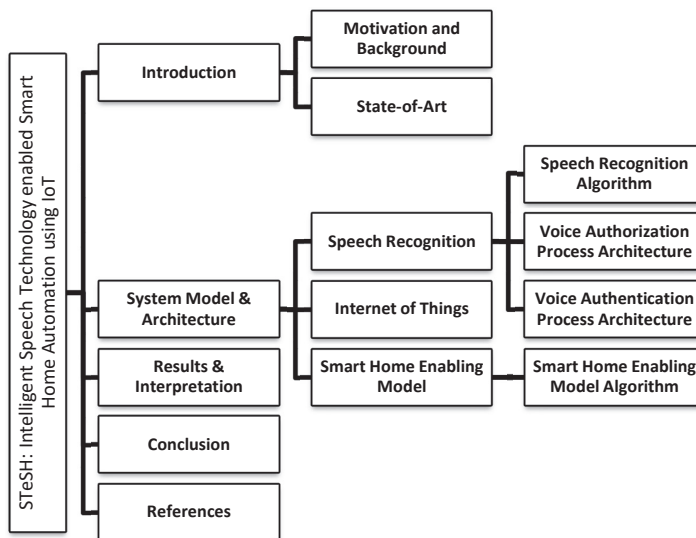 STeSH: Intelligent Speech Technology enabled Smart
Home Automation using IoT
Introduction
Motivation and
Background
State-of-Art
System Model &
Architecture
Speech Recognition
Speech Recognition
Algorithm
Voice Authorization
Process Architecture
Voice Authentication
Process Architecture
Internet of Things
Smart Home Enabling
Model
Smart Home Enabling
Model Algorithm
Results &
Interpretation
Conclusion
References